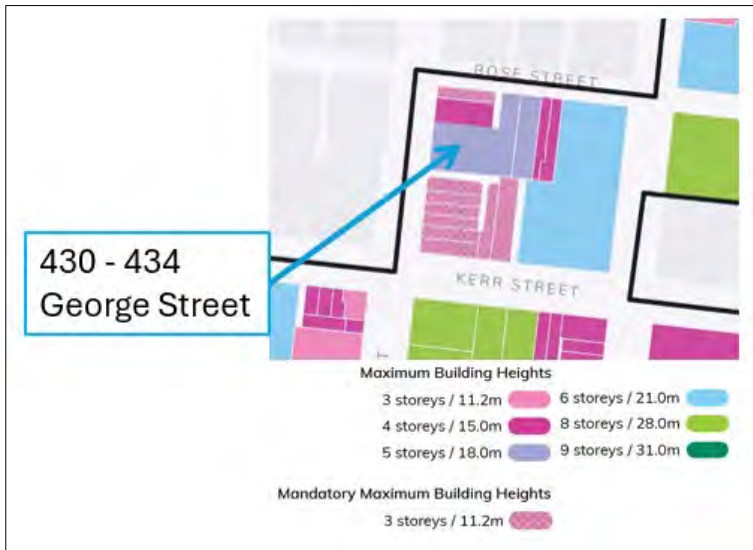 ROSE STREET
430 - 434
George Street
KERR STREET
Maximum Building Heights
3 storeys / 11.2m
6 storeys / 21.0m
4 storeys / 15.0m
8 storeys / 28.0m
5 storeys / 18.0m
9 storeys / 31.0m
Mandatory Maximum Building Heights
3 storeys / 11.2m